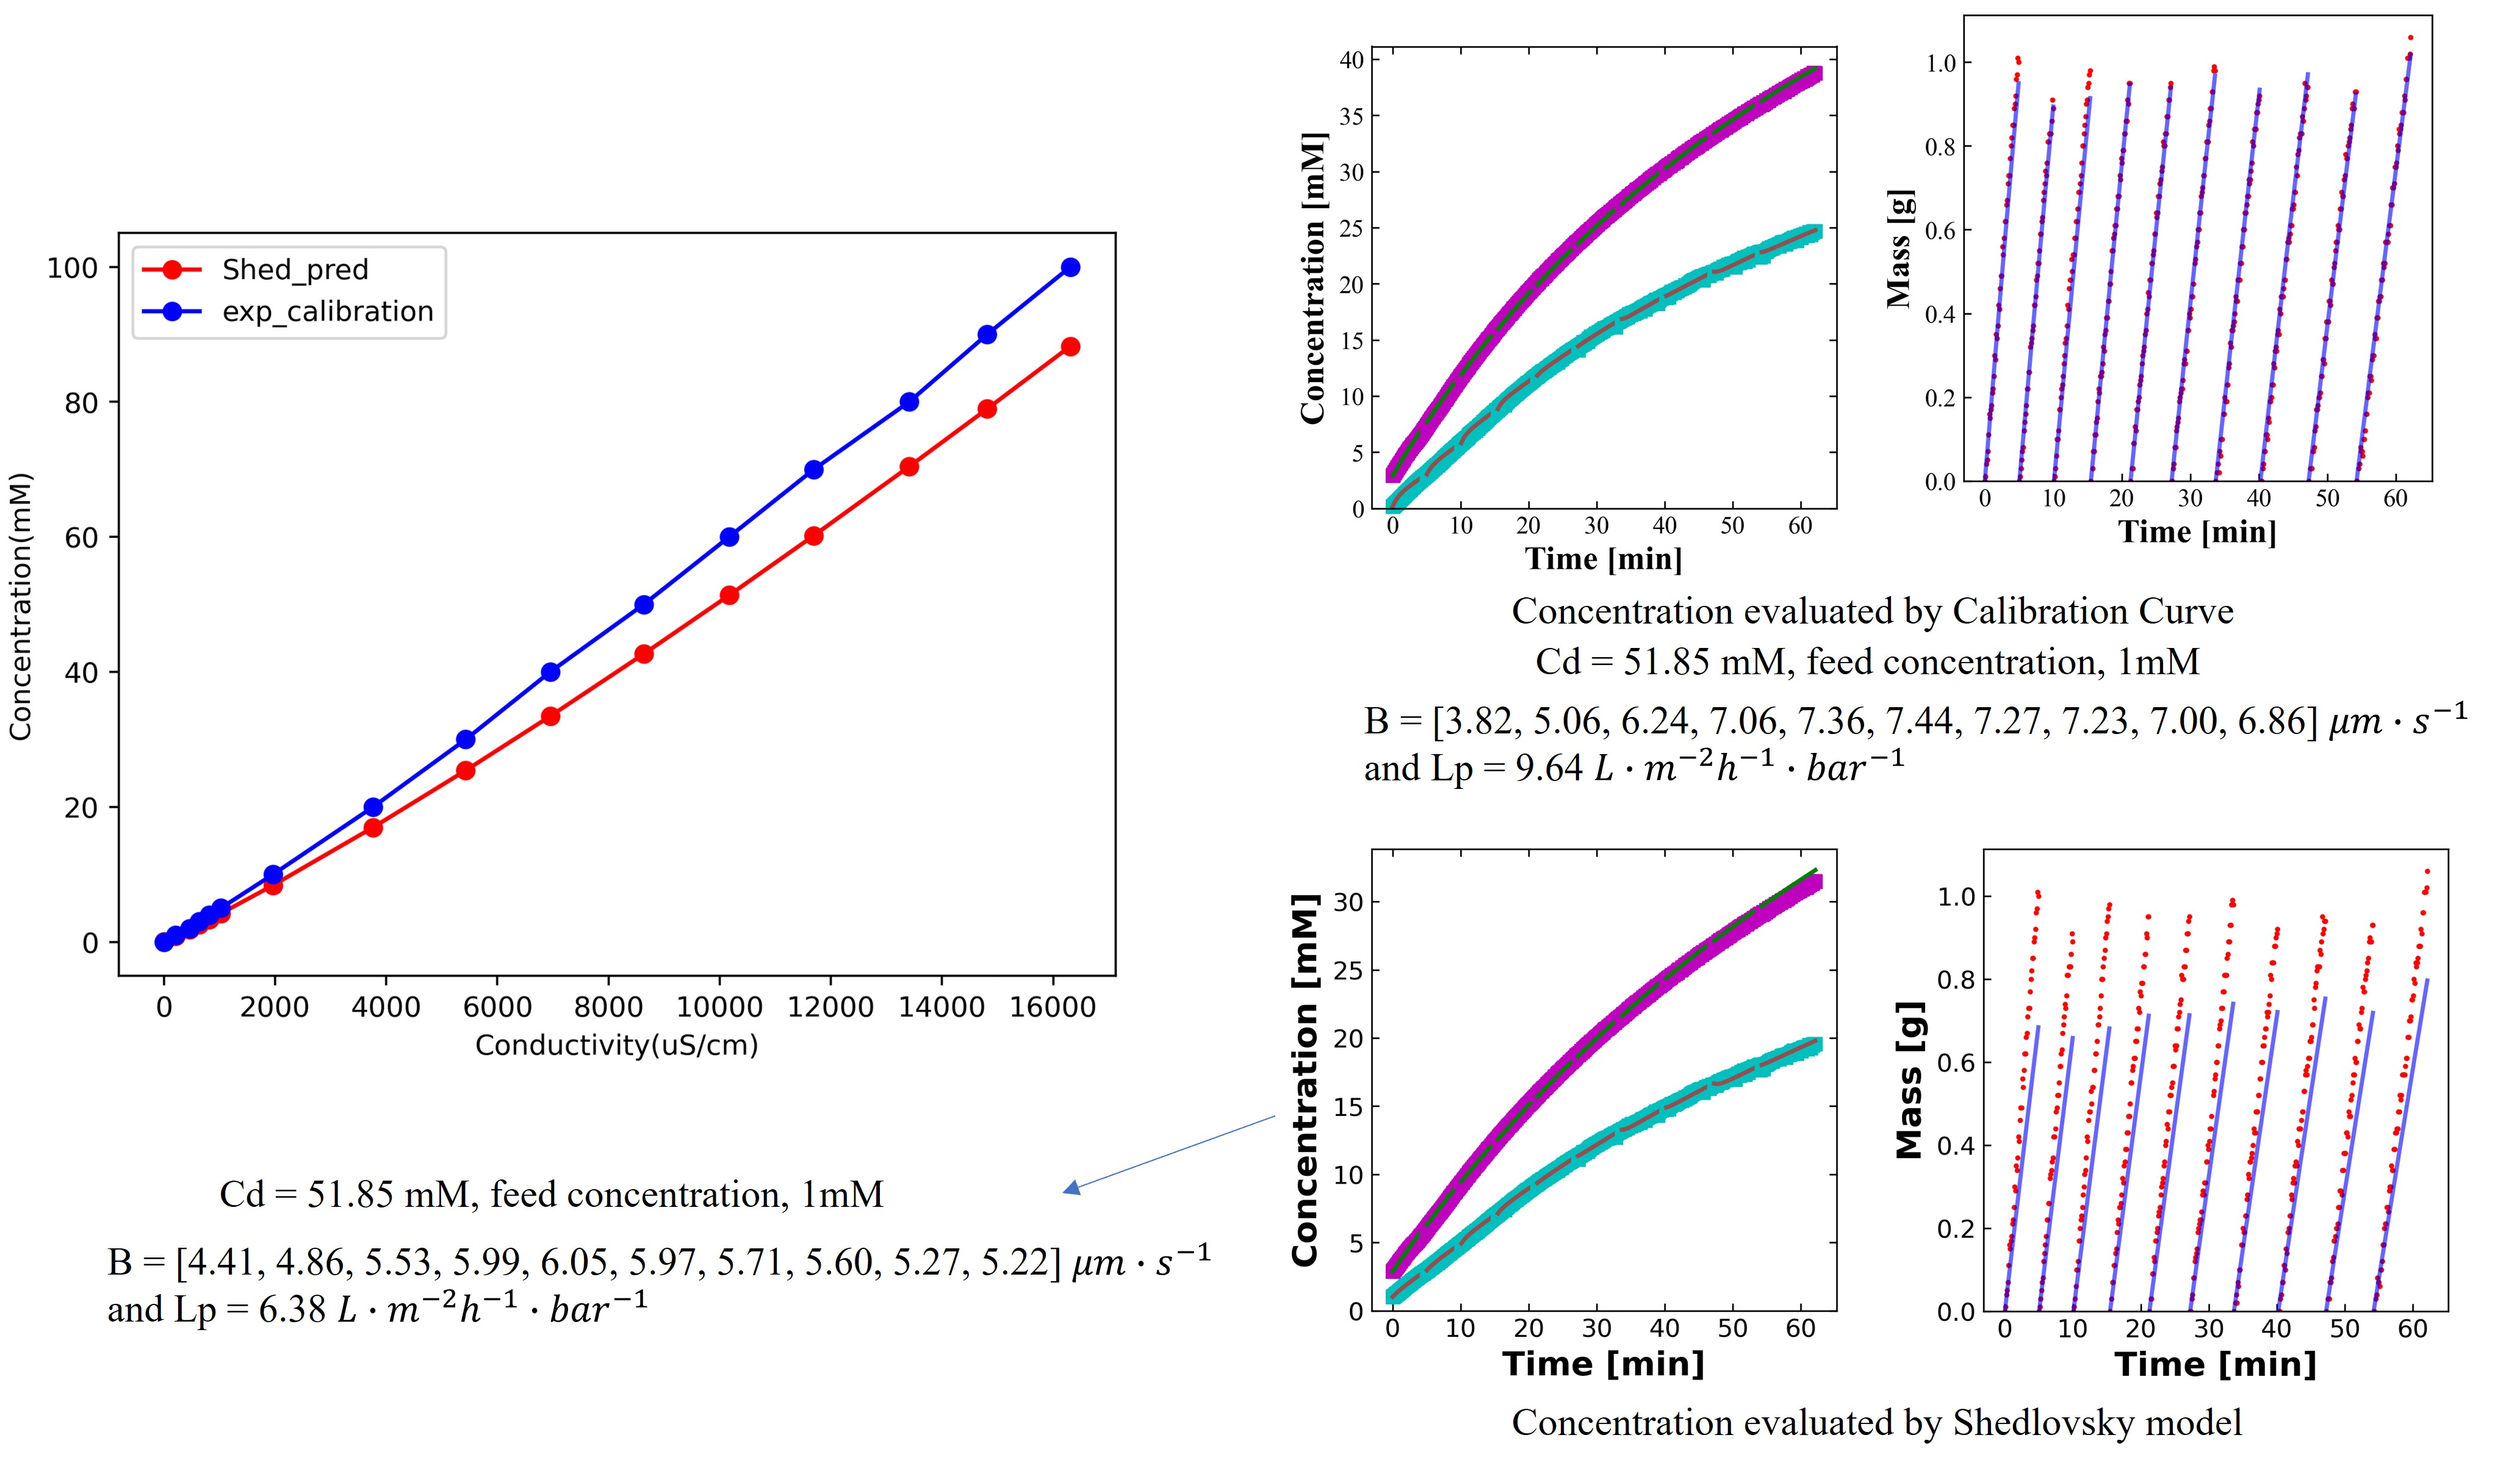 Shed_pred
exp_calibration
100
80
60
40
20
0
Concentration(mM)
0 2000 4000 6000 8000 10000 12000 14000 16000
Conductivity(uS/cm)
Cd = 51.85 mM, feed concentration, 1mM
B = [4.41, 4.86, 5.53, 5.99, 6.05, 5.97, 5.71, 5.60, 5.27, 5.22] μm · s⁻¹
and Lp = 6.38 L · m⁻²h⁻¹ · bar⁻¹
40
35
30
25
20
15
10
5
0
Concentration [mM]
0 10 20 30 40 50 60
Time [min]
1.0
0.8
0.6
0.4
0.2
0.0
Mass [g]
0 10 20 30 40 50 60
Time [min]
Concentration evaluated by Calibration Curve
Cd = 51.85 mM, feed concentration, 1mM
B = [3.82, 5.06, 6.24, 7.06, 7.36, 7.44, 7.27, 7.23, 7.00, 6.86] μm · s⁻¹
and Lp = 9.64 L · m⁻²h⁻¹ · bar⁻¹
30
25
20
15
10
5
0
Concentration [mM]
0 10 20 30 40 50 60
Time [min]
1.0
0.8
0.6
0.4
0.2
0.0
Mass [g]
0 10 20 30 40 50 60
Time [min]
Concentration evaluated by Shedlovsky model